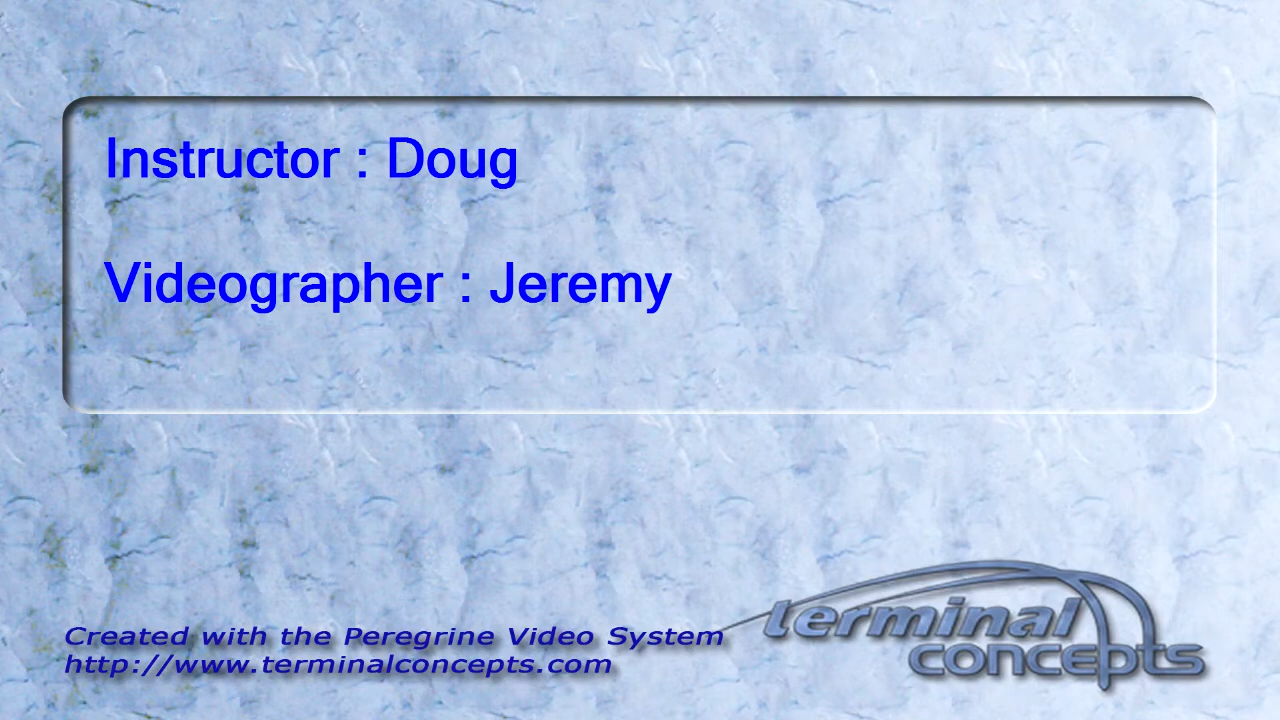 Instructor : Doug
Videographer : Jeremy
Created with the Peregrine Video System
http://www.terminalconcepts.com
terminal
concepts